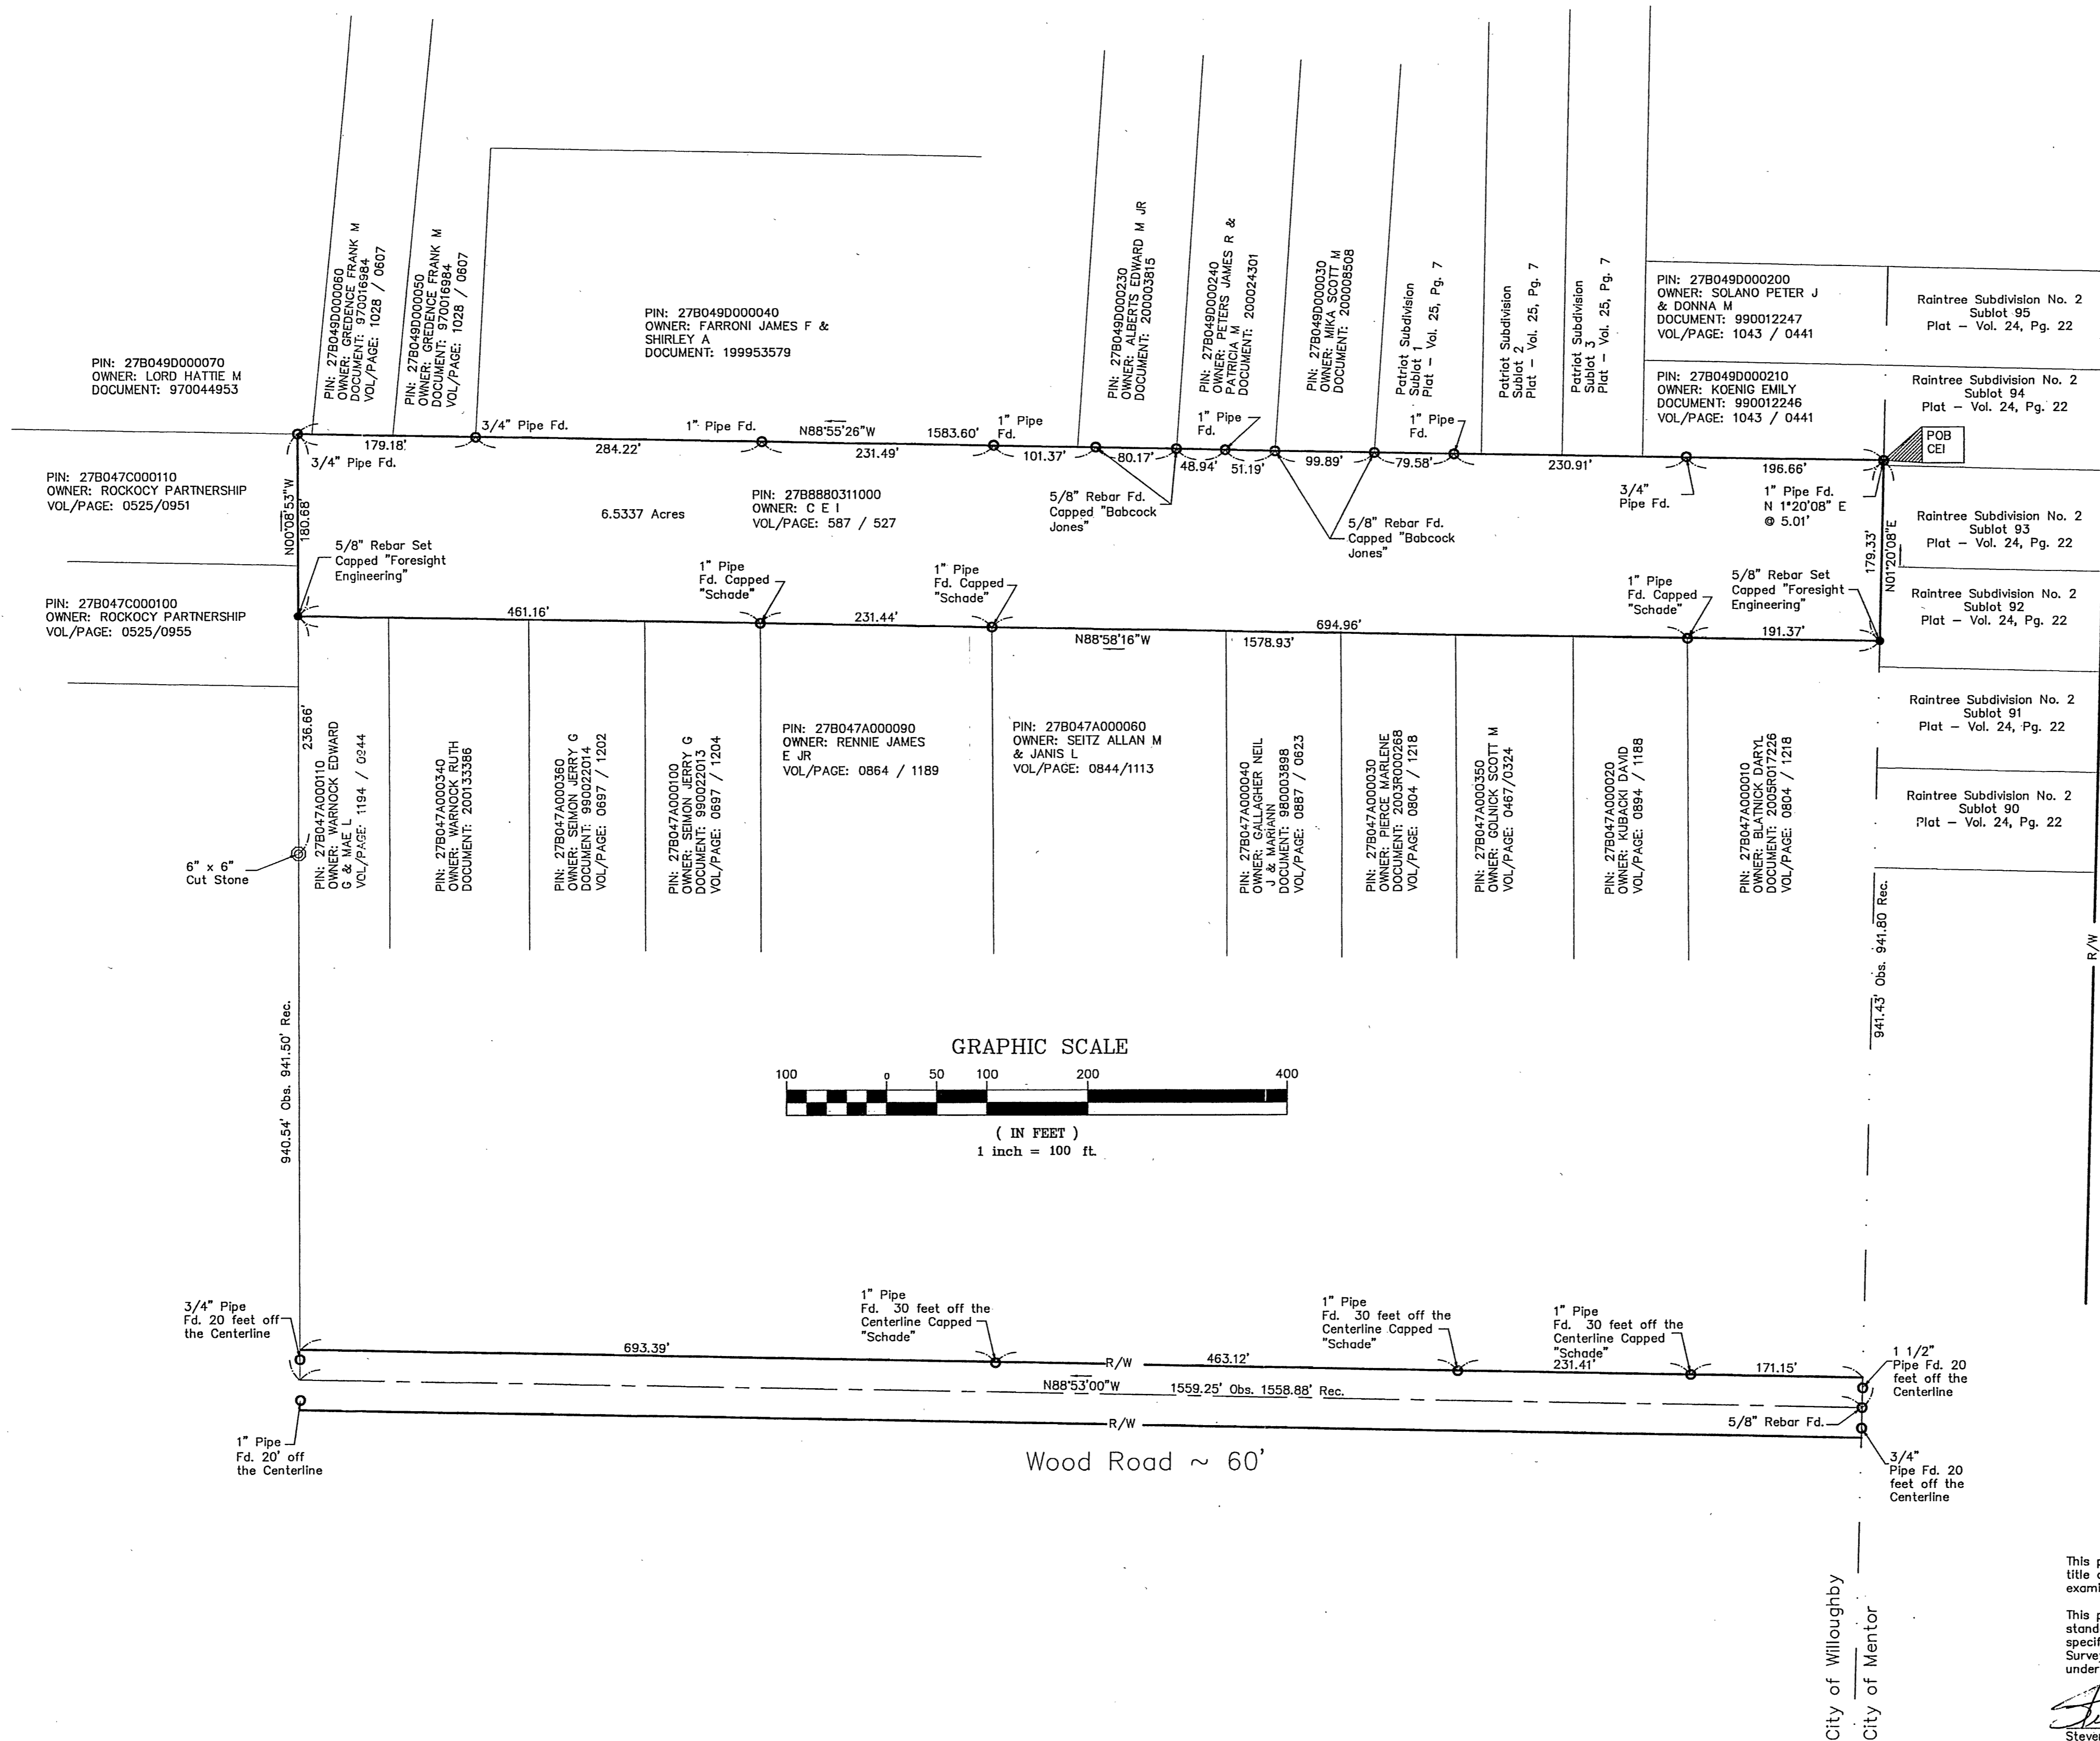 PIN: 27B049D000070
OWNER: LORD HATTIE M
DOCUMENT: 970044953
PIN: 27B049D000060
OWNER: GREDENCE FRANK M
DOCUMENT: 970016984
VOL/PAGE: 1028 / 0607
PIN: 27B049D000050
OWNER: GREDENCE FRANK M
DOCUMENT: 970016984
VOL/PAGE: 1028 / 0607
PIN: 27B049D000040
OWNER: FARRONI JAMES F &
SHIRLEY A
DOCUMENT: 199953579
PIN: 27B049D000230
OWNER: ALBERTS EDWARD M JR
DOCUMENT: 2000003815
PIN: 27B049D000240
OWNER: PETERS JAMES R &
PATRICIA M
DOCUMENT: 200024301
PIN: 27B049D000030
OWNER: MIKA SCOTT M
DOCUMENT: 200008508
Patriot Subdivision
Sublot 1
Plat – Vol. 25, Pg. 7
Patriot Subdivision
Sublot 2
Plat – Vol. 25, Pg. 7
Patriot Subdivision
Sublot 3
Plat – Vol. 25, Pg. 7
PIN: 27B049D000200
OWNER: SOLANO PETER J
& DONNA M
DOCUMENT: 990012247
VOL/PAGE: 1043 / 0441
PIN: 27B049D000210
OWNER: KOENIG EMILY
DOCUMENT: 990012246
VOL/PAGE: 1043 / 0441
Raintree Subdivision No. 2
Sublot 95
Plat – Vol. 24, Pg. 22
Raintree Subdivision No. 2
Sublot 94
Plat – Vol. 24, Pg. 22
POB
CEI
3/4" Pipe Fd.
179.18'
3/4" Pipe Fd.
284.22'
1" Pipe Fd.
N88°55'26"W
231.49'
1583.60'
1" Pipe
Fd.
101.37'
80.17'
48.94'
1" Pipe
Fd.
51.19'
99.89'
79.58'
1" Pipe
Fd.
230.91'
196.66'
3/4"
Pipe Fd.
1" Pipe Fd.
N 1°20'08" E
@ 5.01'
PIN: 27B047C000110
OWNER: ROCKOCY PARTNERSHIP
VOL/PAGE: 0525/0951
N00°08'53"W
180.68'
6.5337 Acres
PIN: 27B8880311000
OWNER: C E I
VOL/PAGE: 587 / 527
5/8" Rebar Fd.
Capped "Babcock
Jones"
5/8" Rebar Fd.
Capped "Babcock
Jones"
179.33'
N01°20'08"E
Raintree Subdivision No. 2
Sublot 93
Plat – Vol. 24, Pg. 22
5/8" Rebar Set
Capped "Foresight
Engineering"
1" Pipe
Fd. Capped
"Schade"
1" Pipe
Fd. Capped
"Schade"
1" Pipe
Fd. Capped
"Schade"
5/8" Rebar Set
Capped "Foresight
Engineering"
Raintree Subdivision No. 2
Sublot 92
Plat – Vol. 24, Pg. 22
PIN: 27B047C000100
OWNER: ROCKOCY PARTNERSHIP
VOL/PAGE: 0525/0955
461.16'
231.44'
N88°58'16"W
694.96'
1578.93'
191.37'
236.66'
PIN: 27B047A000110
OWNER: WARNOCK EDWARD
G & MAE L
VOL/PAGE: 1194 /
PIN: 27B047A000340
OWNER: WARNOCK RUTH
DOCUMENT: 200133386
PIN: 27B047A000360
OWNER: SEIMON JERRY G
DOCUMENT: 990022014
VOL/PAGE: 0697 / 1202
PIN: 27B047A000100
OWNER: SEIMON JERRY G
DOCUMENT: 990022013
VOL/PAGE: 0697 / 1204
PIN: 27B047A000090
OWNER: RENNIE JAMES
E JR
VOL/PAGE: 0864 / 1189
PIN: 27B047A000060
OWNER: SEITZ ALLAN M
& JANIS L
VOL/PAGE: 0844/1113
PIN: 27B047A000040
OWNER: GALLAGHER NEIL
J & MARIANN
DOCUMENT: 980003898
VOL/PAGE: 0887 / 0623
PIN: 27B047A000030
OWNER: PIERCE MARLENE
DOCUMENT: 2003R000268
VOL/PAGE: 0804 / 1218
PIN: 27B047A000350
OWNER: GOLNICK SCOTT M
VOL/PAGE: 0467/0324
PIN: 27B047A000020
OWNER: KUBACKI DAVID
VOL/PAGE: 0894 / 1188
PIN: 27B047A000010
OWNER: BLATNICK DARYL
DOCUMENT: 2005R017226
VOL/PAGE: 0804 / 1218
Raintree Subdivision No. 2
Sublot 91
Plat – Vol. 24, Pg. 22
Raintree Subdivision No. 2
Sublot 90
Plat – Vol. 24, Pg. 22
6" x 6"
Cut Stone
940.54' Obs. 941.50' Rec.
941.43' Obs. 941.80 Rec.
R/W
GRAPHIC SCALE
100 0 50 100 200 400
( IN FEET )
1 inch = 100 ft.
3/4" Pipe
Fd. 20 feet off
the Centerline
1" Pipe
Fd. 30 feet off the
Centerline Capped
"Schade"
1" Pipe
Fd. 30 feet off the
Centerline Capped
"Schade"
1" Pipe
Fd. 30 feet off the
Centerline Capped
"Schade"
693.39'
R/W
463.12'
231.41'
171.15'
1 1/2"
Pipe Fd. 20
feet off the
Centerline
N88°53'00"W
1559.25' Obs. 1558.88' Rec.
R/W
5/8" Rebar Fd.
1" Pipe
Fd. 20' off
the Centerline
Wood Road ~ 60'
3/4"
Pipe Fd. 20
feet off the
Centerline
City of Willoughby
City of Mentor
This
title
This
Steve